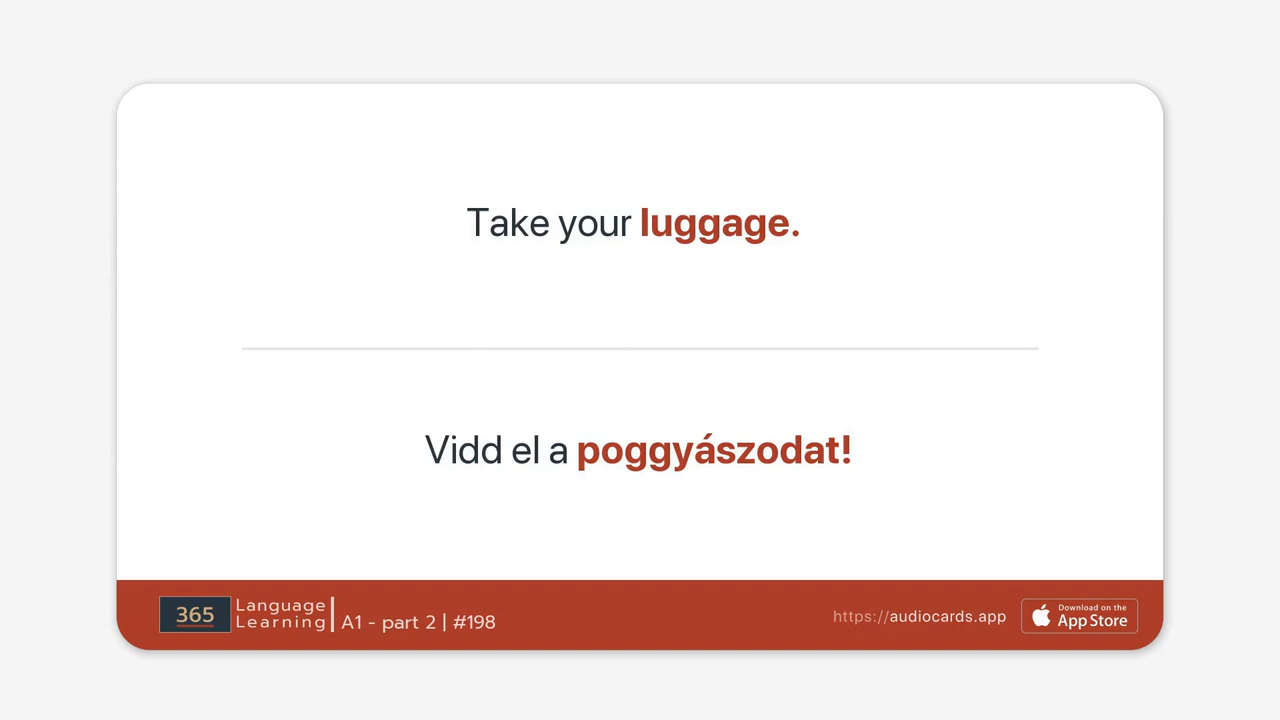 Take your luggage.
Vidd el a poggyászodat!
365
Language
Learning
A1 - part 2 | #198
https://audiocards.app
Download on the
App Store